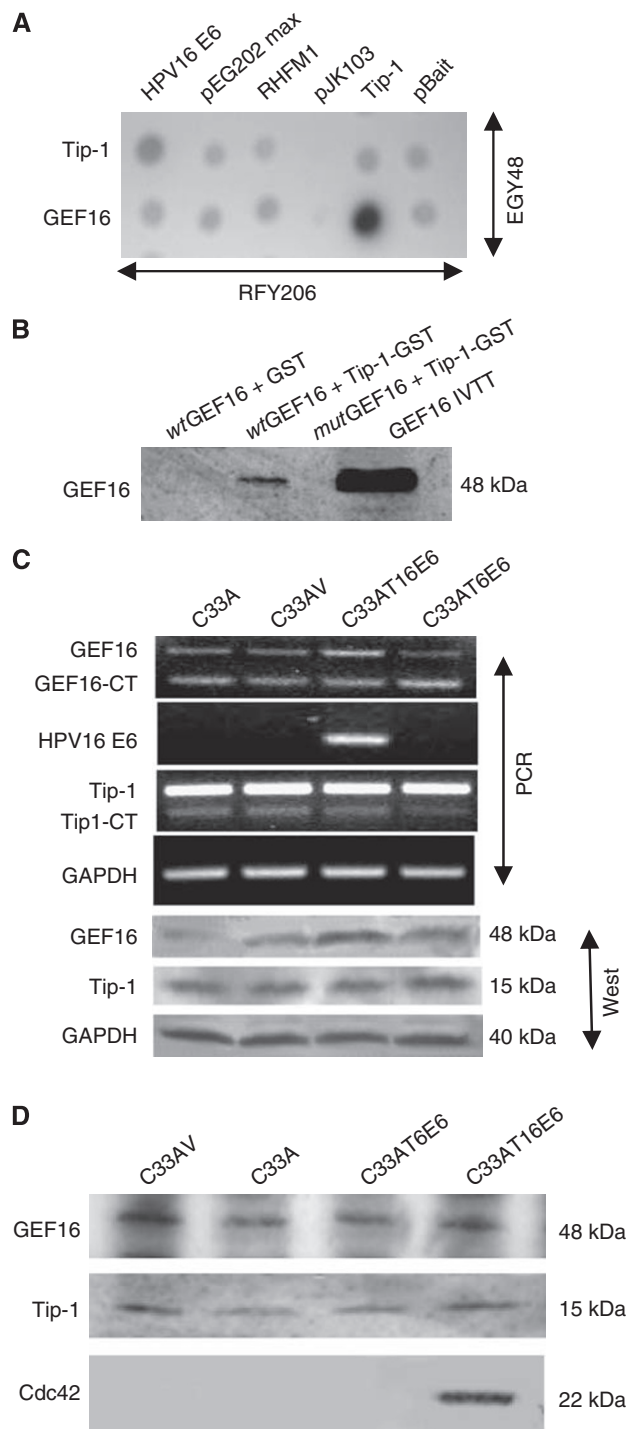 A
HPV16 E6
pEG202 max
RHFM1
pJK103
Tip-1
pBait
Tip-1
GEF16
EGY48
RFY206
B
wtGEF16 + GST
wtGEF16 + Tip-1-GST
mutGEF16 + Tip-1-GST
GEF16 IVTT
GEF16
48 kDa
C
C33A
C33AV
C33AT16E6
C33AT6E6
GEF16
GEF16-CT
HPV16 E6
Tip-1
Tip1-CT
GAPDH
PCR
GEF16
48 kDa
Tip-1
15 kDa
GAPDH
40 kDa
West
D
C33AV
C33A
C33AT6E6
C33AT16E6
GEF16
48 kDa
Tip-1
15 kDa
Cdc42
22 kDa